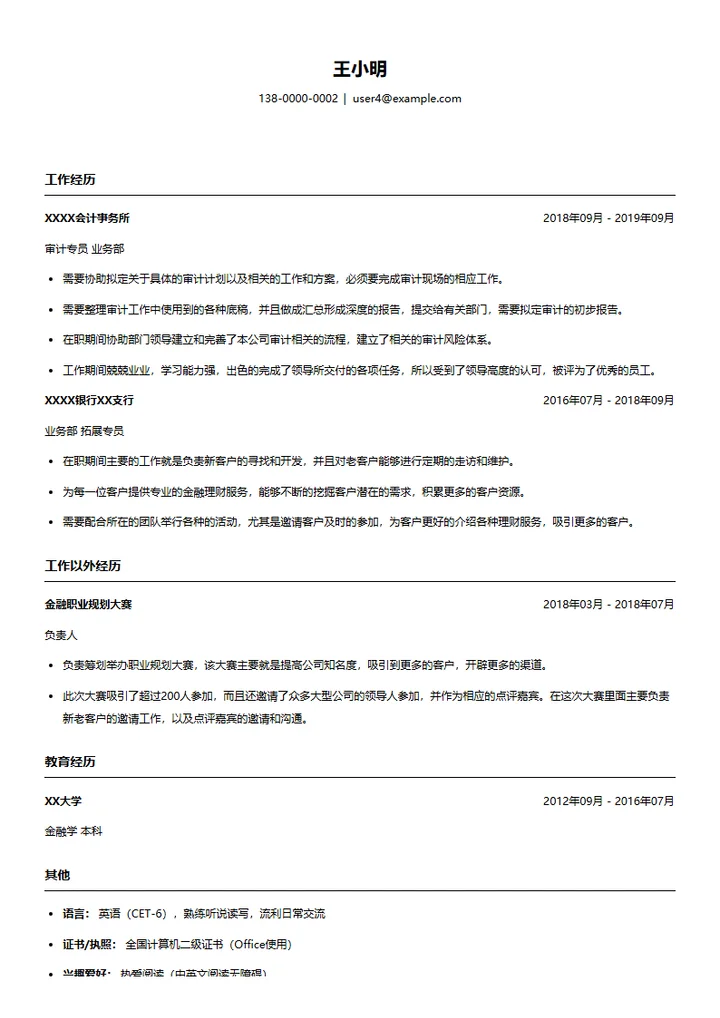 王小明
138-0000-0002 | user4@example.com
工作经历
XXXX会计事务所 2018年09月 - 2019年09月
审计专员 业务部
• 需要协助拟定关于具体的审计计划以及相关的工作和方案，必须要完成审计现场的相应工作。
• 需要整理审计工作中使用到的各种底稿，并且做成汇总形成深度的报告，提交给有关部门，需要拟定审计的初步报告。
• 在职期间协助部门领导建立和完善了本公司审计相关的流程，建立了相关的审计风险体系。
• 工作期间兢兢业业，学习能力强，出色的完成了领导所交付的各项任务，所以受到了领导高度的认可，被评为了优秀的员工。
XXXX银行XX支行 2016年07月 - 2018年09月
业务部 拓展专员
• 在职期间主要的工作就是负责新客户的寻找和开发，并且对老客户能够进行定期的走访和维护。
• 为每一位客户提供专业的金融理财服务，能够不断的挖掘客户潜在的需求，积累更多的客户资源。
• 需要配合所在的团队举行各种的活动，尤其是邀请客户及时的参加，为客户更好的介绍各种理财服务，吸引更多的客户。
工作以外经历
金融职业规划大赛 2018年03月 - 2018年07月
负责人
• 负责筹划举办职业规划大赛，该大赛主要就是提高公司知名度，吸引到更多的客户，开辟更多的渠道。
• 此次大赛吸引了超过200人参加，而且还邀请了众多大型公司的领导人参加，并作为相应的点评嘉宾。在这次大赛里面主要负责
新老客户的邀请工作，以及点评嘉宾的邀请和沟通。
教育经历
XX大学 2012年09月 - 2016年07月
金融学 本科
其他
• 语言： 英语（CET-6），熟练听说读写，流利日常交流
• 证书/执照： 全国计算机二级证书（Office使用）
• 兴趣爱好： 热爱阅读（中英文阅读无障碍）